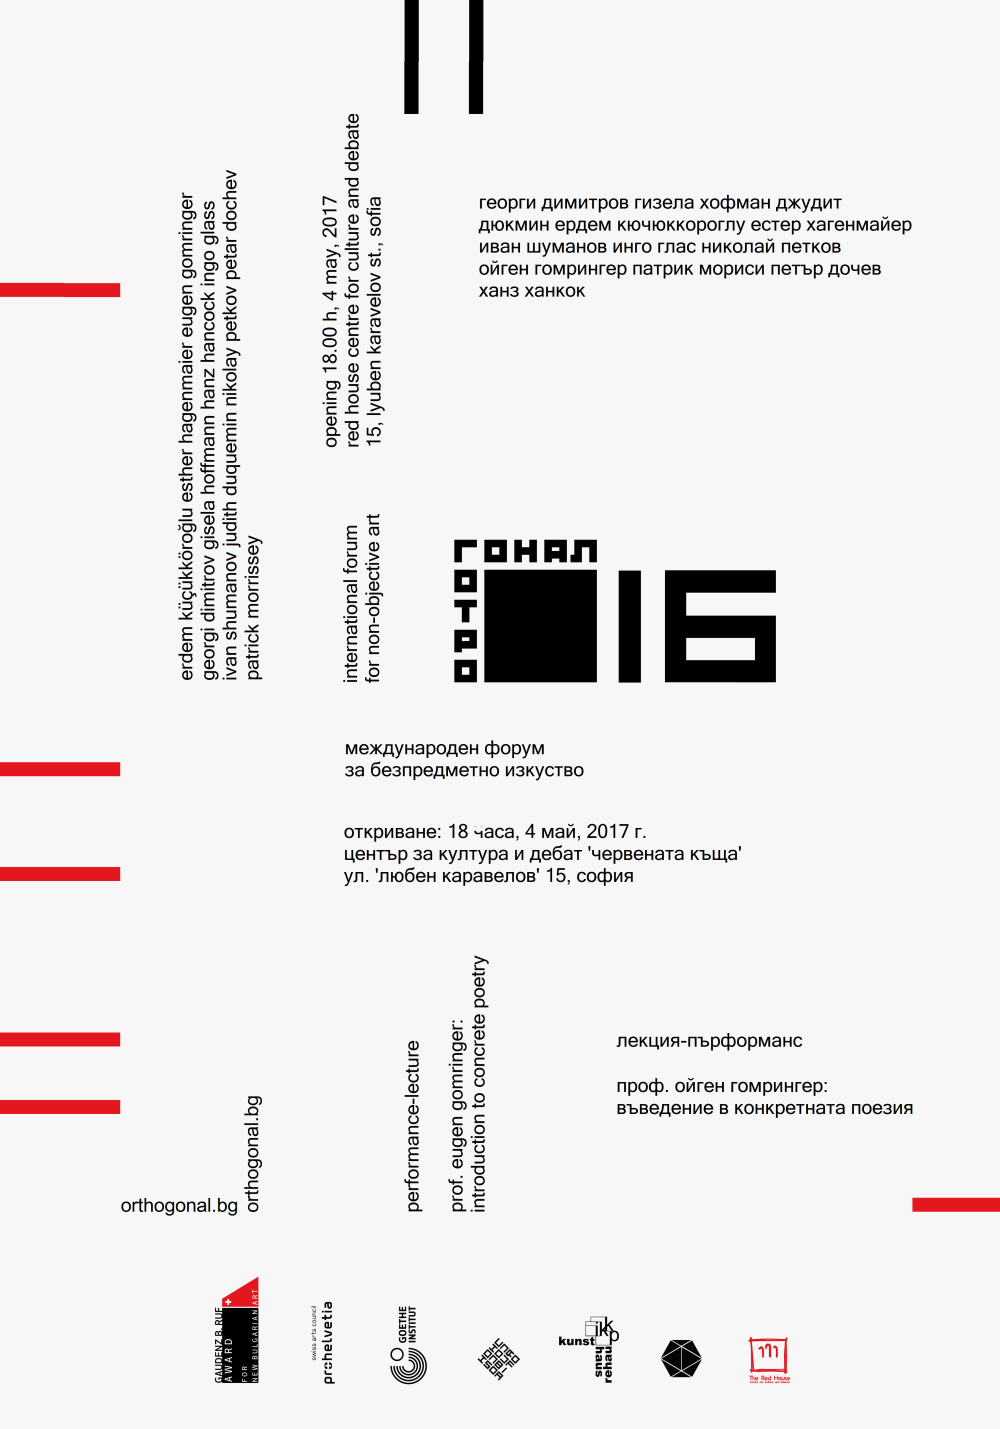 erdem küçükköroğlu esther hagenmaier eugen gomringer
georgi dimitrov gisela hoffmann hanz hancock ingo glass
ivan shumanov judith duquemin nikolay petkov petar dochev
patrick morrissey
opening 18.00 h, 4 may, 2017
red house centre for culture and debate
15, lyuben karavelov st., sofia
георги димитров гизела хофман джудит
дюкмин ердем кючюккороглу естер хагенмайер
иван шуманов инго глас николай петков
ойген гомрингер патрик мориси петър дочев
ханз ханкок
international forum
for non-objective art
ортогонал
16
международен форум
за безпредметно изкуство
откриване: 18 часа, 4 май, 2017 г.
център за култура и дебат 'червената къща'
ул. 'любен каравелов' 15, софия
performance-lecture
prof. eugen gomringer:
introduction to concrete poetry
лекция-пърформанс
проф. ойген гомрингер:
въведение в конкретната поезия
orthogonal.bg
orthogonal.bg
GAUDENZ B. RUF
AWARD
FOR
NEW BULGARIAN ART
swiss arts council
prohelvetia
GOETHE
INSTITUT
ikkp
kunst
haus
rehau
The Red House